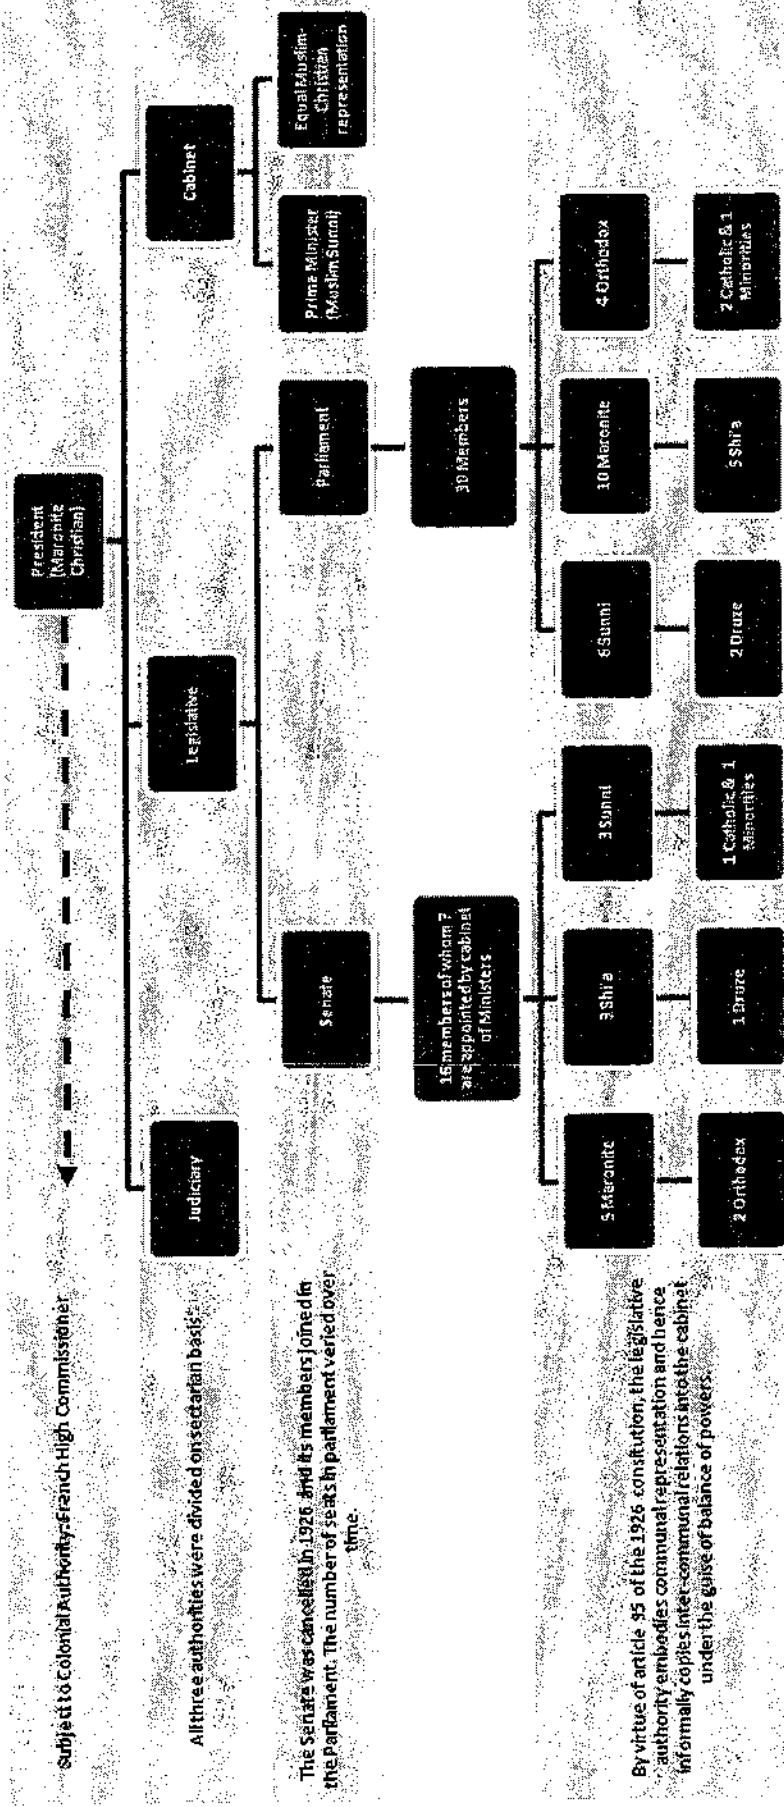 Subject to Colonial Authority: French High Commissioner
President
(Maronite
Christian)
All three authorities were divided on sectarian basis.
Judiciary
Legislative
Cabinet
The Senate was cancelled in 1926 and its members joined in
the Parliament. The number of seats in parliament veried over
time.
Senate
Parliament
Prime Minister
(Muslim Sunni)
Equal Muslim-
Christian
representation
16 members of whom 7
are appointed by cabinet
of Ministers
30 Members
By virtue of article 95 of the 1926 consitution, the legislative
authority embodies communal representation and hence
informally copies inter-communal relations into the cabinet
under the guise of balance of powers.
5 Maronite
3 Shi'a
3 Sunni
6 Sunni
10 Maronite
4 Orthodox
2 Orthodox
1 Druze
1 Catholic & 1
Minorities
2 Druze
5 Shi'a
2 Catholic & 1
Minorities